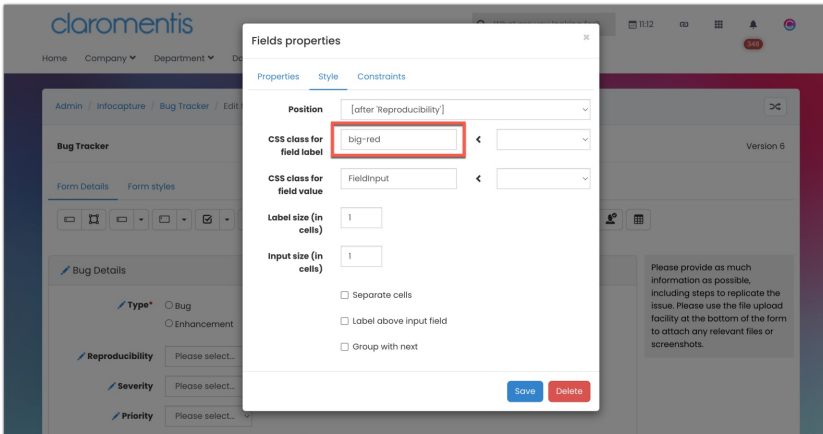 claromentis
11:12
348
Home Company Department Do
Fields properties
Properties Style Constraints
Position [after 'Reproducibility']
CSS class for field label big-red
CSS class for field value FieldInput
Label size (in cells) 1
Input size (in cells) 1
Separate cells
Label above input field
Group with next
Save Delete
Admin / Infocapture / Bug Tracker / Edit
Bug Tracker
Version 6
Form Details Form styles
Bug Details
Type* Bug
Enhancement
Reproducibility Please select...
Severity Please select...
Priority Please select...
Please provide as much
information as possible,
including steps to replicate the
issue. Please use the file upload
facility at the bottom of the form
to attach any relevant files or
screenshots.